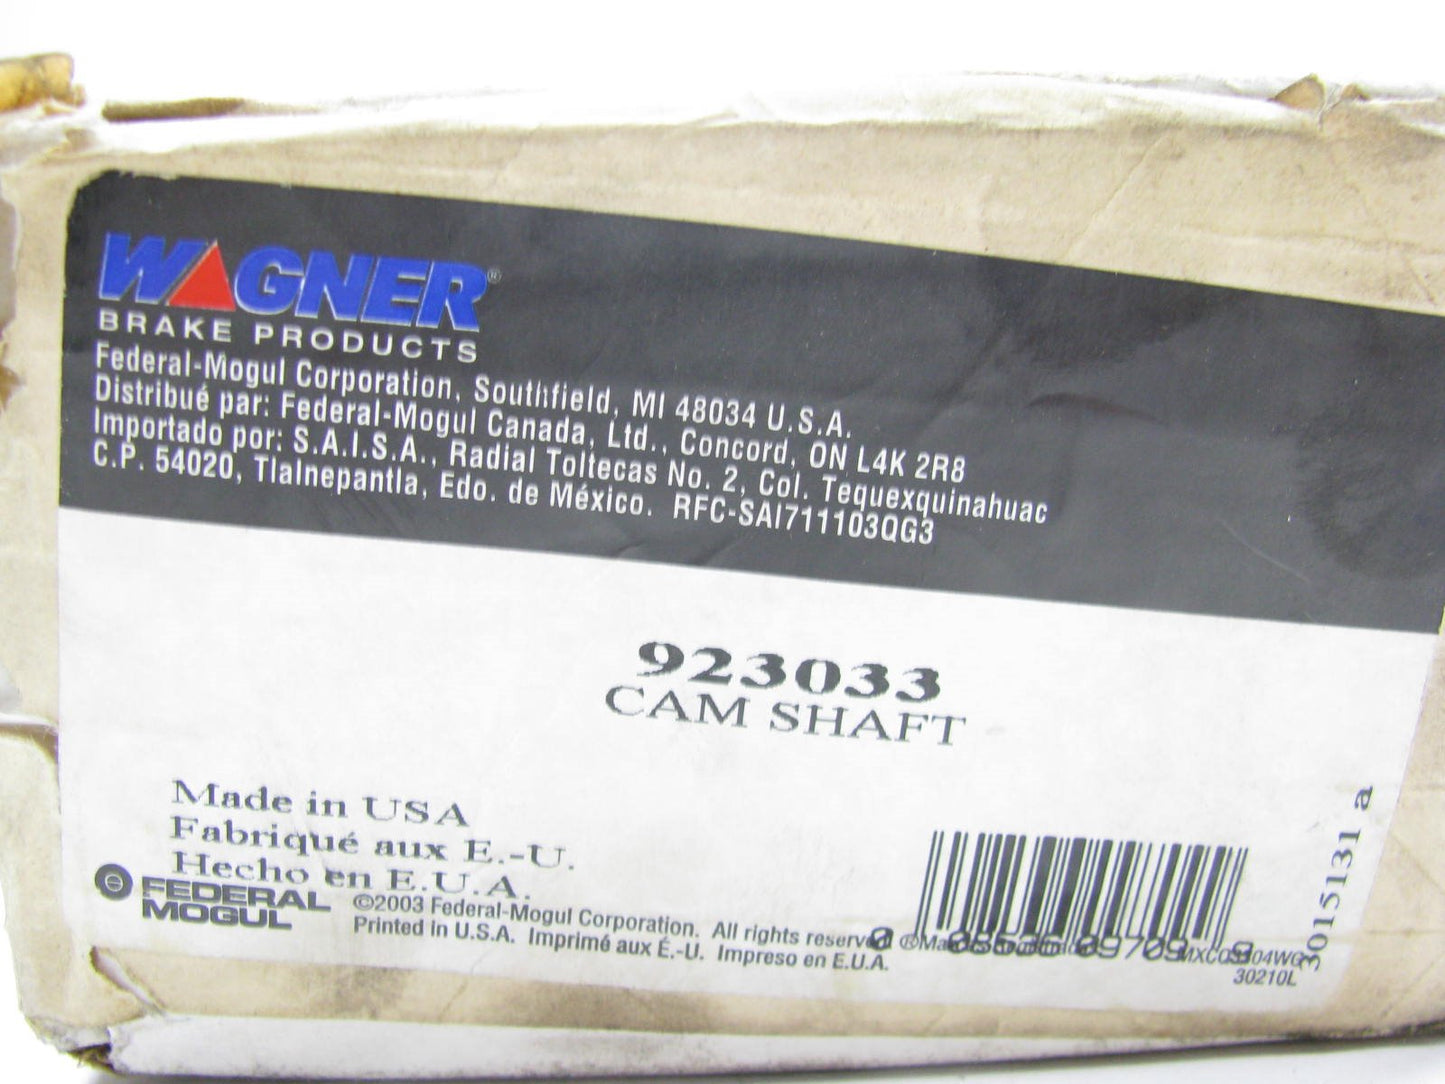 WAGNER®
BRAKE PRODUCTS
Federal-Mogul Corporation, Southfield, MI 48034 U.S.A.
Distribué par: Federal-Mogul Canada, Ltd., Concord, ON L4K 2R8
Importado por: S.A.I.S.A., Radial Toltecas No. 2, Col. Tequexquinahuac
C.P. 54020, Tlalnepantla, Edo. de México. RFC-SAI711103QG3
923033
CAM SHAFT
Made in USA
Fabriqué aux E.-U.
Hecho en E.U.A.
FEDERAL
MOGUL
©2003 Federal-Mogul Corporation. All rights reserved.
Printed in U.S.A. Imprimé aux É.-U. Impreso en E.U.A.
30210L
3015131 a